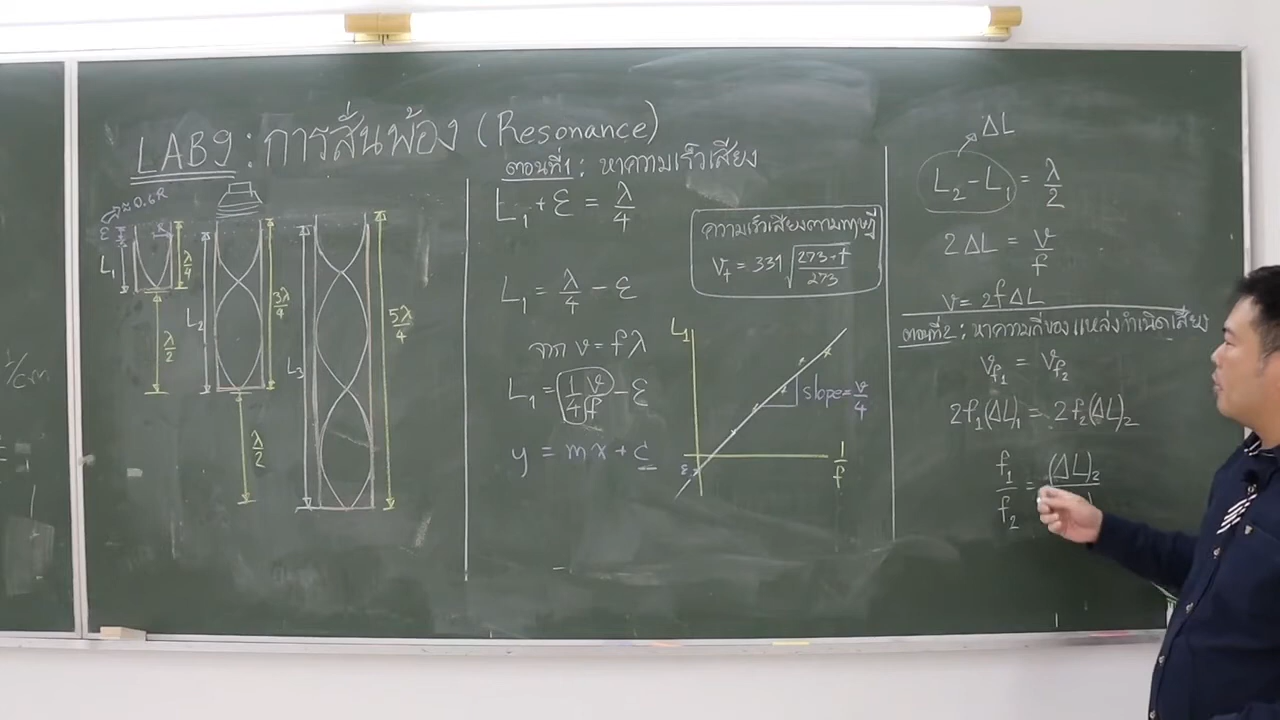 LAB9: การสั่นพ้อง (Resonance)
≈ 0.6R
ε
R
L₁
λ/4
λ/2
L₂
3λ/4
λ/2
L₃
5λ/4
ตอนที่1: หาความเร็วเสียง
L₁ + ε = λ/4
L₁ = λ/4 - ε
จาก v = fλ
L₁ = (1/4 v/f) - ε
y = mx + c
ความเร็วเสียงตามทฤษฎี
Vₜ = 331 √((273+t)/273)
L₁
slope = v/4
ε
1/f
ΔL
L₂ - L₁ = λ/2
2ΔL = v/f
v = 2fΔL
ตอนที่2: หาความถี่ของแหล่งกำเนิดเสียง
v_f₁ = v_f₂
2f₁(ΔL)₁ = 2f₂(ΔL)₂
f₁/f₂ = (ΔL)₂
/cm